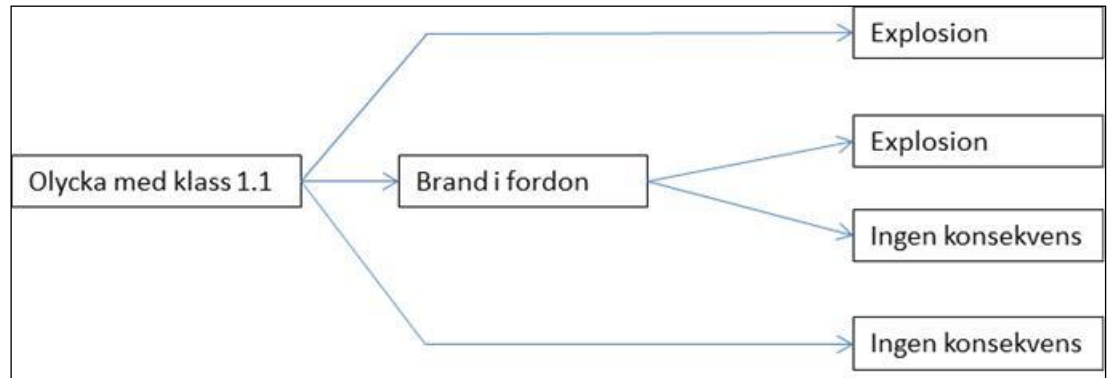 Explosion
Explosion
Olycka med klass 1.1
Brand i fordon
Ingen konsekvens
Ingen konsekvens